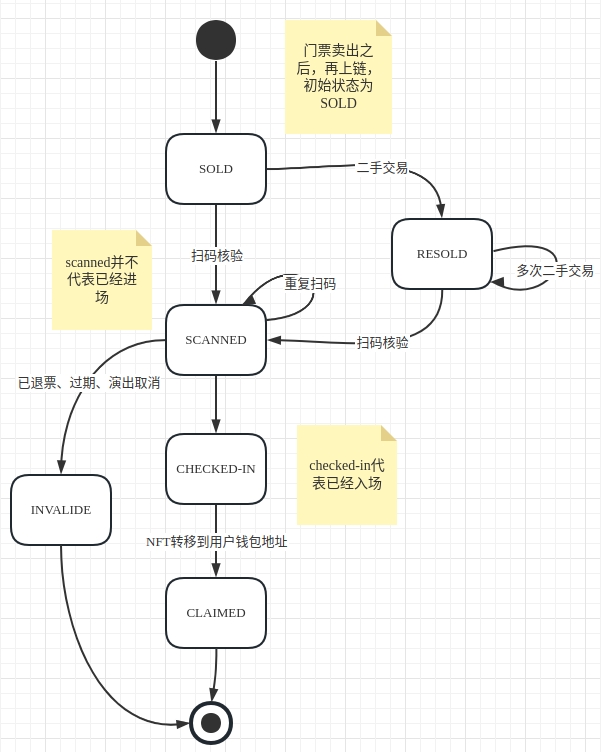 门票卖出之
后，再上链，
初始状态为
SOLD
SOLD
二手交易
RESOLD
多次二手交易
扫码核验
scanned并不
代表已经进
场
重复扫码
SCANNED
扫码核验
已退票、过期、演出取消
CHECKED-IN
checked-in代
表已经入场
INVALIDE
NFT转移到用户钱包地址
CLAIMED